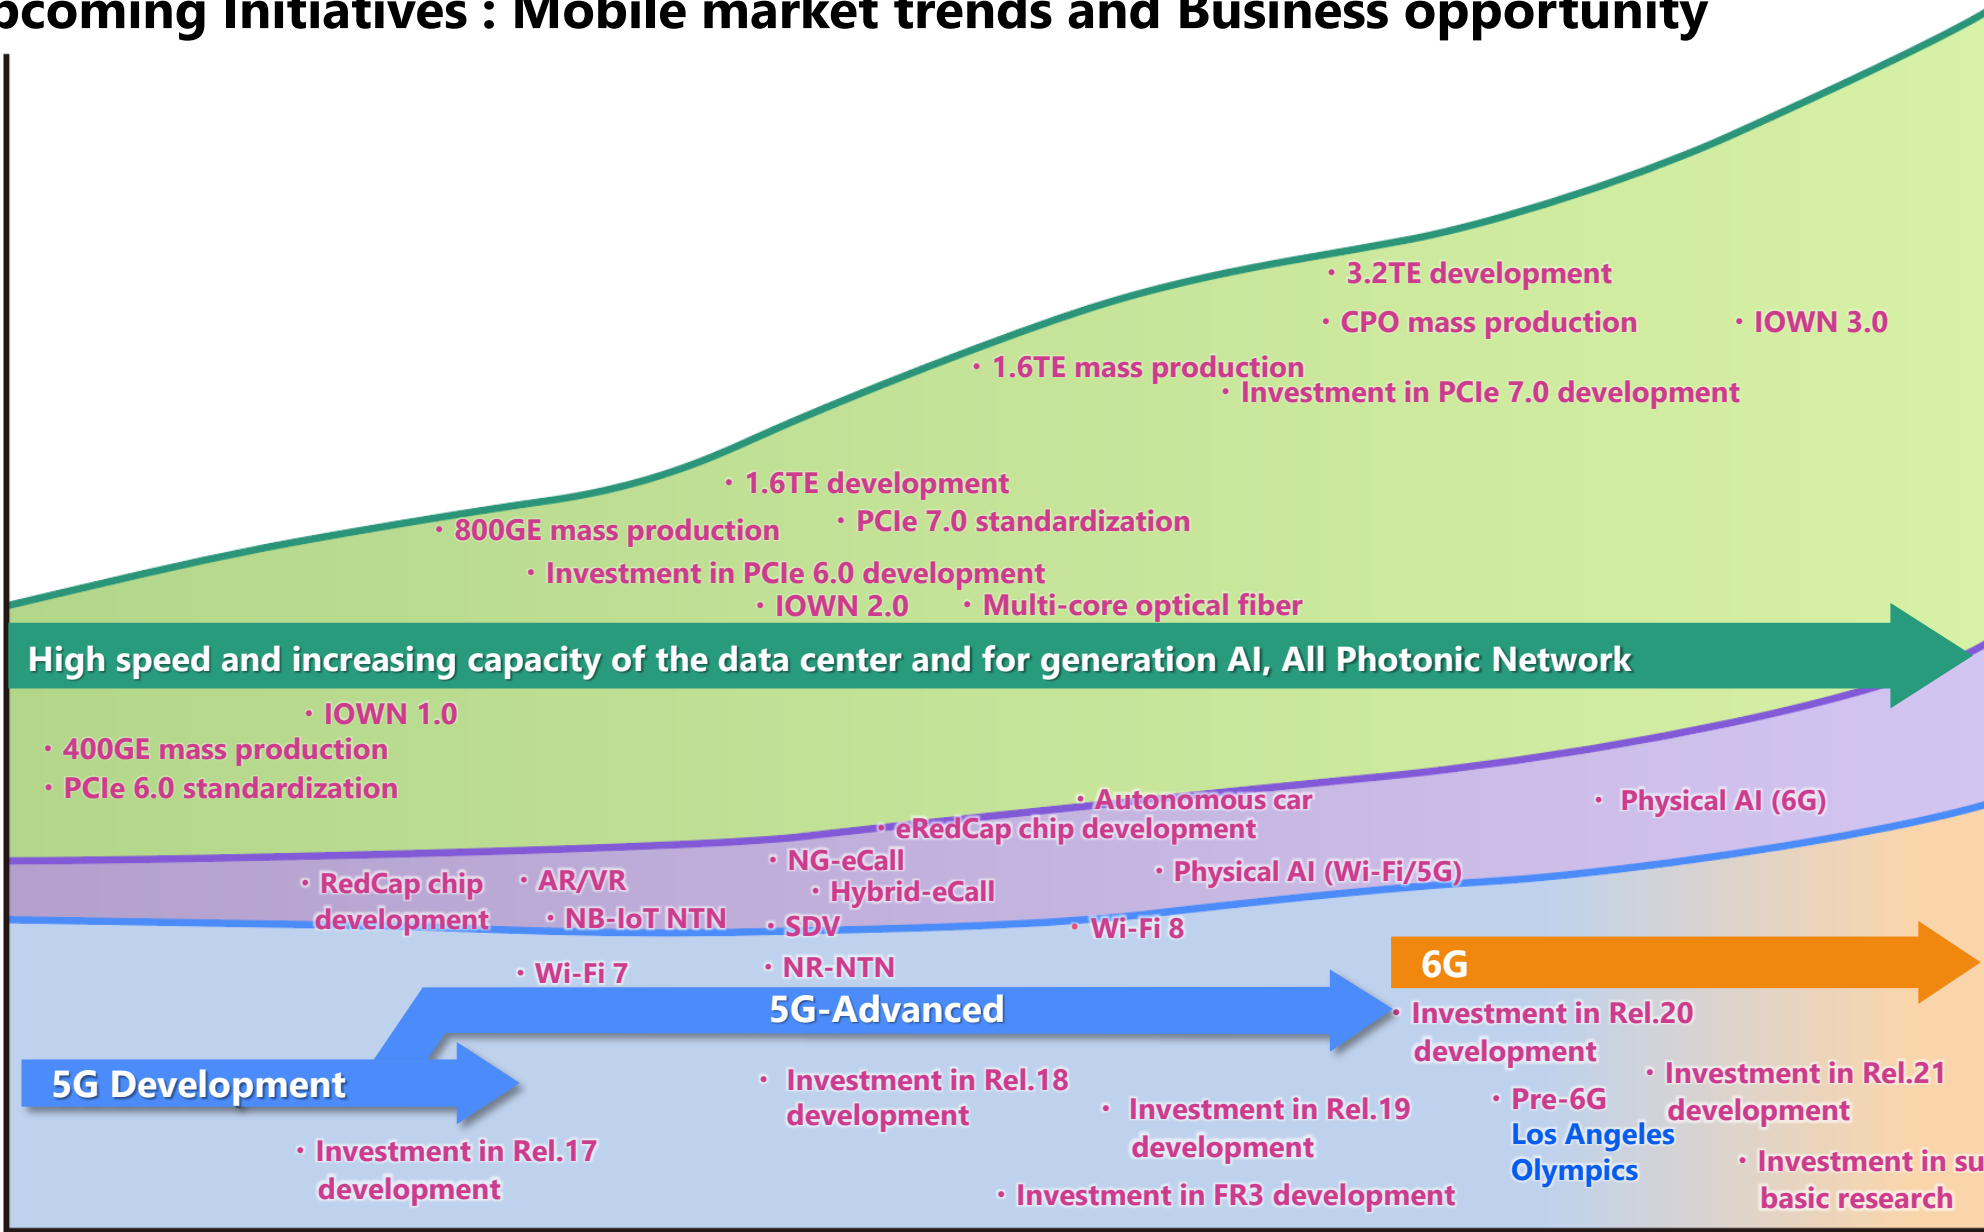 pcoming Initiatives : Mobile market trends and Business opportunity
・3.2TE development
・CPO mass production
・IOWN 3.0
・1.6TE mass production
・Investment in PCIe 7.0 development
・1.6TE development
・800GE mass production
・PCIe 7.0 standardization
・Investment in PCIe 6.0 development
・IOWN 2.0
・Multi-core optical fiber
High speed and increasing capacity of the data center and for generation AI, All Photonic Network
・IOWN 1.0
・400GE mass production
・PCIe 6.0 standardization
・Autonomous car
・Physical AI (6G)
・eRedCap chip development
・NG-eCall
・Physical AI (Wi-Fi/5G)
・RedCap chip
development
・AR/VR
・Hybrid-eCall
・NB-IoT NTN
・SDV
・Wi-Fi 8
・Wi-Fi 7
・NR-NTN
6G
5G-Advanced
・Investment in Rel.20
development
5G Development
・Investment in Rel.18
development
・Investment in Rel.19
development
・Pre-6G
Los Angeles
Olympics
・Investment in Rel.21
development
・Investment in Rel.17
development
・Investment in FR3 development
・Investment in su
basic research